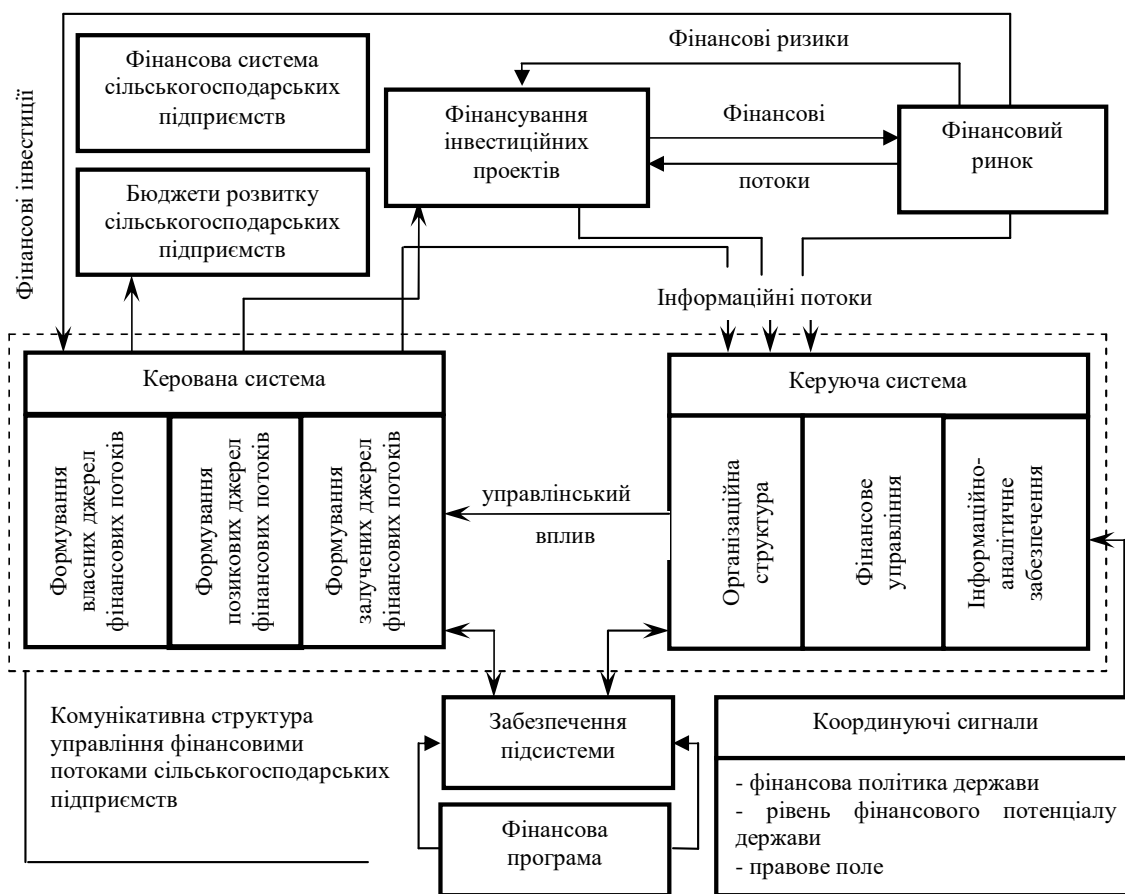 Фінансові ризики
Фінансова система
сільськогосподарських
підприємств
Фінансування
інвестиційних
проектів
Фінансові
потоки
Фінансовий
ринок
Фінансові інвестиції
Бюджети розвитку
сільськогосподарських
підприємств
Інформаційні потоки
Керована система
Керуюча система
Формування
власних джерел
фінансових потоків
Формування
позикових джерел
фінансових потоків
Формування
залучених джерел
фінансових потоків
управлінський
вплив
Організаційна
структура
Фінансове
управління
Інформаційно-
аналітичне
забезпечення
Комунікативна структура
управління фінансовими
потоками сільськогосподарських
підприємств
Забезпечення
підсистеми
Фінансова
програма
Координуючі сигнали
- фінансова політика держави
- рівень фінансового потенціалу
держави
- правове поле